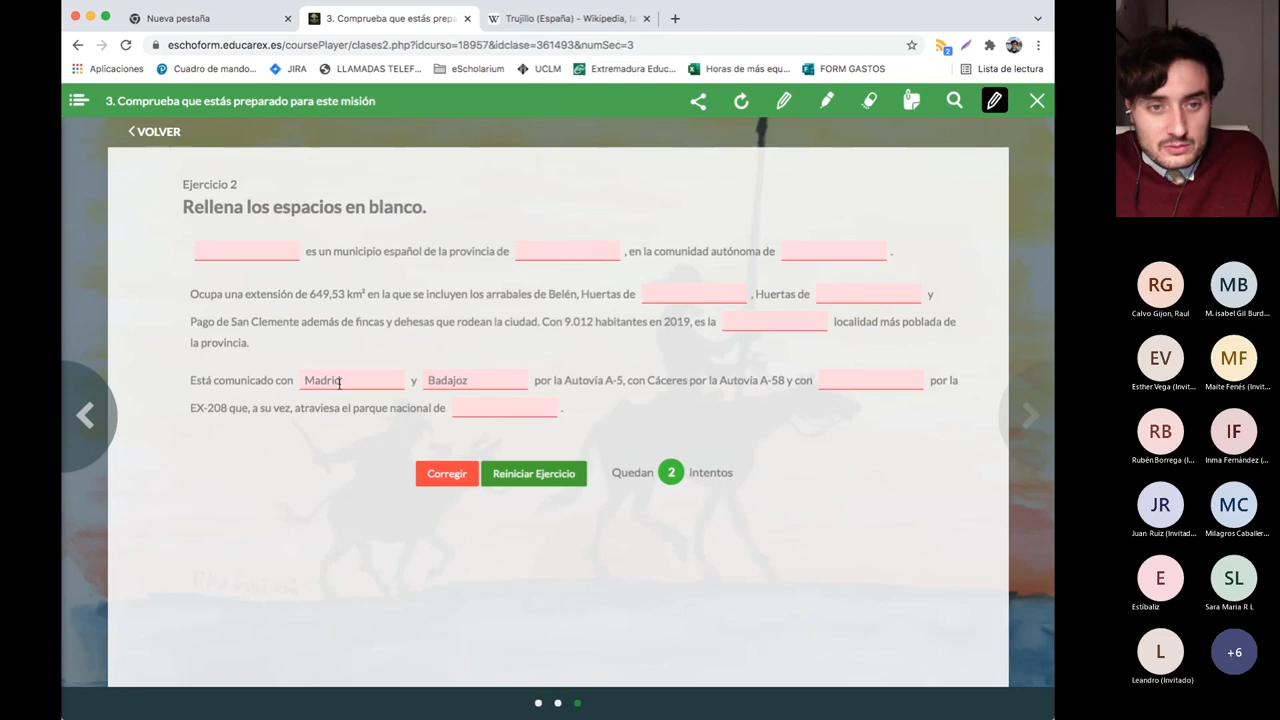 Nueva pestaña
3. Comprueba que estás prepa
Trujillo (España) - Wikipedia, la
eschoform.educarex.es/coursePlayer/clases2.php?idcurso=18957&idclase=361493&numSec=3
2
Aplicaciones
Cuadro de mando...
JIRA
LLAMADAS TELEF...
eScholarium
UCLM
Extremadura Educ...
Horas de más equ...
FORM GASTOS
Lista de lectura
3. Comprueba que estás preparado para este misión
VOLVER
Ejercicio 2
Rellena los espacios en blanco.
es un municipio español de la provincia de , en la comunidad autónoma de .
Ocupa una extensión de 649,53 km² en la que se incluyen los arrabales de Belén, Huertas de , Huertas de y
Pago de San Clemente además de fincas y dehesas que rodean la ciudad. Con 9.012 habitantes en 2019, es la localidad más poblada de
la provincia.
Está comunicado con Madrid y Badajoz por la Autovía A-5, con Cáceres por la Autovía A-58 y con por la
EX-208 que, a su vez, atraviesa el parque nacional de .
Corregir
Reiniciar Ejercicio
Quedan 2 intentos
RG
Calvo Gijon, Raul
MB
M. isabel Gil Burd...
EV
Esther Vega (Invit...
MF
Maite Fenés (Invit...
RB
Rubén Borrega (I...
IF
Inma Fernández (...
JR
Juan Ruiz (Invitad...
MC
Milagros Caballer...
E
Estíbaliz
SL
Sara Maria R L
L
Leandro (Invitado)
+6